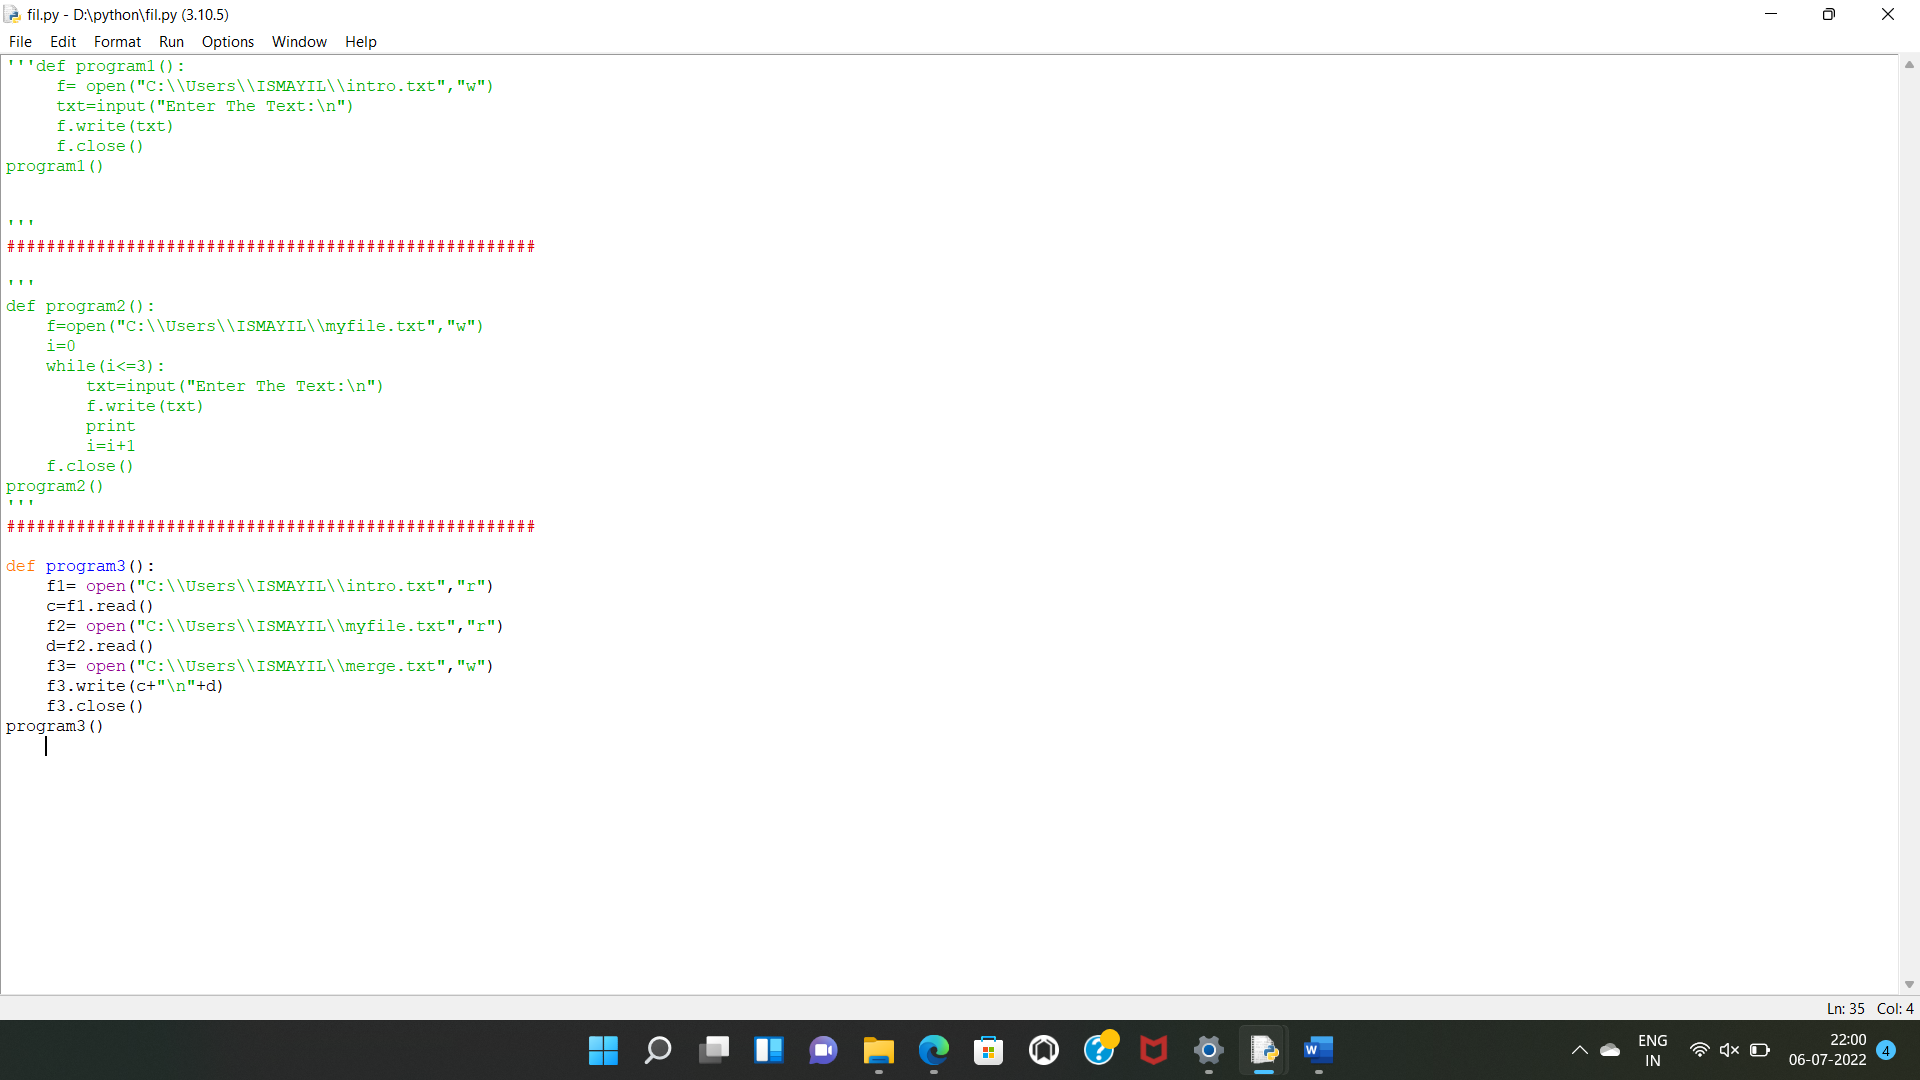 fil.py - D:\python\fil.py (3.10.5)
File Edit Format Run Options Window Help
'''def program1():
     f= open("C:\\Users\\ISMAYIL\\intro.txt","w")
     txt=input("Enter The Text:\n")
     f.write(txt)
     f.close()
program1()
'''
#####################################################
'''
def program2():
    f=open("C:\\Users\\ISMAYIL\\myfile.txt","w")
    i=0
    while(i<=3):
        txt=input("Enter The Text:\n")
        f.write(txt)
        print
        i=i+1
    f.close()
program2()
'''
#####################################################
def program3():
    f1= open("C:\\Users\\ISMAYIL\\intro.txt","r")
    c=f1.read()
    f2= open("C:\\Users\\ISMAYIL\\myfile.txt","r")
    d=f2.read()
    f3= open("C:\\Users\\ISMAYIL\\merge.txt","w")
    f3.write(c+"\n"+d)
    f3.close()
program3()
Ln: 35 Col: 4
W
ENG
IN
22:00
06-07-2022
4